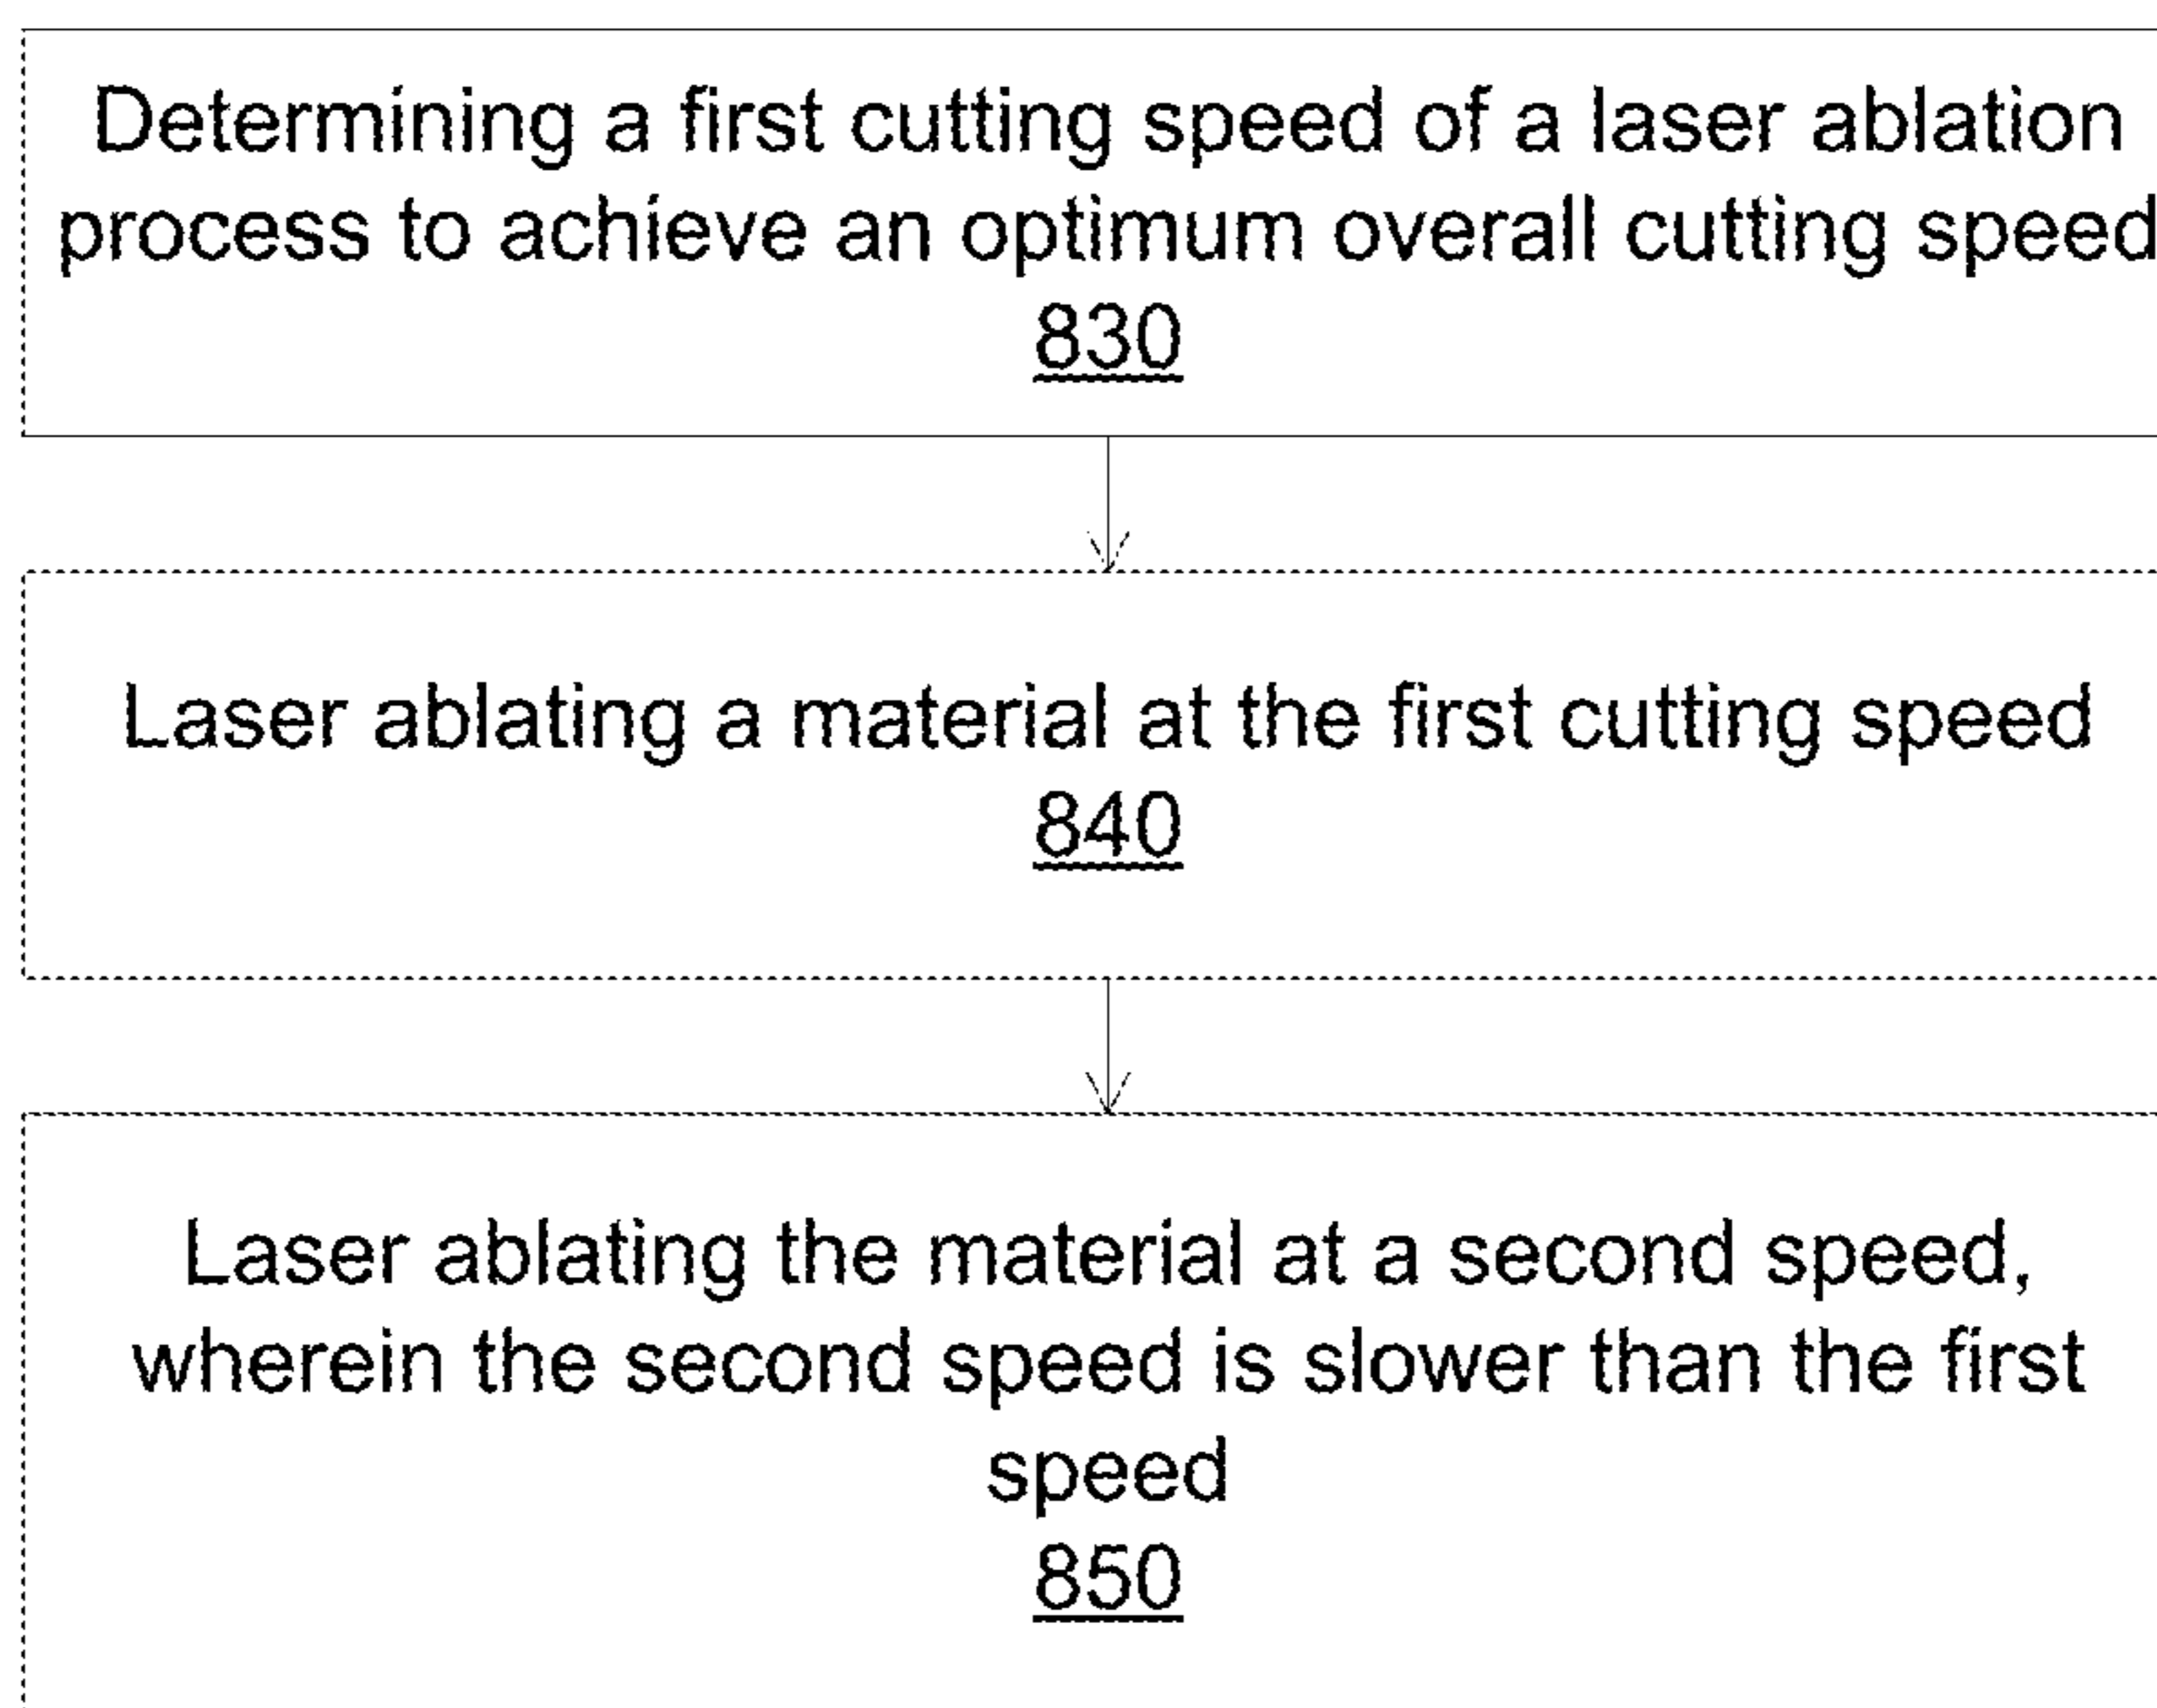 Determining a first cutting speed of a laser ablation
process to achieve an optimum overall cutting speed
830
Laser ablating a material at the first cutting speed
840
Laser ablating the material at a second speed,
wherein the second speed is slower than the first
speed
850